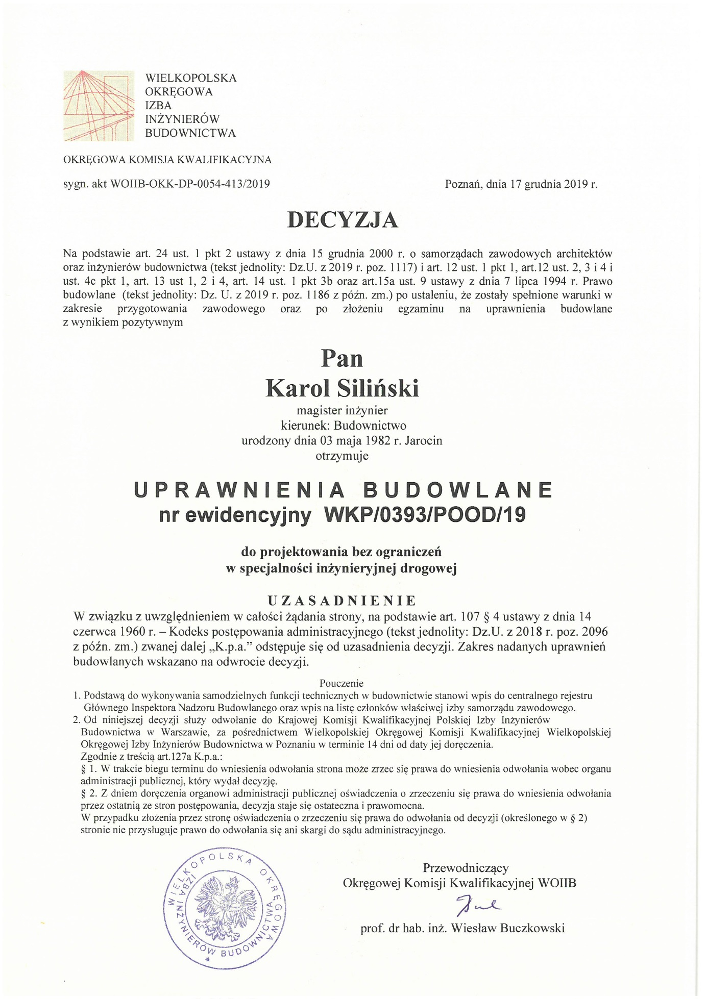 WIELKOPOLSKA
OKRĘGOWA
IZBA
INŻYNIERÓW
BUDOWNICTWA
OKRĘGOWA KOMISJA KWALIFIKACYJNA
sygn. akt WOIIB-OKK-DP-0054-413/2019
Poznań, dnia 17 grudnia 2019 r.
DECYZJA
Na podstawie art. 24 ust. 1 pkt 2 ustawy z dnia 15 grudnia 2000 r. o samorządach zawodowych architektów
oraz inżynierów budownictwa (tekst jednolity: Dz.U. z 2019 r. poz. 1117) i art. 12 ust. 1 pkt 1, art.12 ust. 2, 3 i 4 i
ust. 4c pkt 1, art. 13 ust 1, 2 i 4, art. 14 ust. 1 pkt 3b oraz art.15a ust. 9 ustawy z dnia 7 lipca 1994 r. Prawo
budowlane (tekst jednolity: Dz. U. z 2019 r. poz. 1186 z późn. zm.) po ustaleniu, że zostały spełnione warunki w
zakresie przygotowania zawodowego oraz po złożeniu egzaminu na uprawnienia budowlane
z wynikiem pozytywnym
Pan
Karol Siliński
magister inżynier
kierunek: Budownictwo
urodzony dnia 03 maja 1982 r. Jarocin
otrzymuje
UPRAWNIENIA BUDOWLANE
nr ewidencyjny WKP/0393/POOD/19
do projektowania bez ograniczeń
w specjalności inżynieryjnej drogowej
UZASADNIENIE
W związku z uwzględnieniem w całości żądania strony, na podstawie art. 107 § 4 ustawy z dnia 14
czerwca 1960 r. – Kodeks postępowania administracyjnego (tekst jednolity: Dz.U. z 2018 r. poz. 2096
z późn. zm.) zwanej dalej „K.p.a.” odstępuje się od uzasadnienia decyzji. Zakres nadanych uprawnień
budowlanych wskazano na odwrocie decyzji.
Pouczenie
1. Podstawą do wykonywania samodzielnych funkcji technicznych w budownictwie stanowi wpis do centralnego rejestru
Głównego Inspektora Nadzoru Budowlanego oraz wpis na listę członków właściwej izby samorządu zawodowego.
2. Od niniejszej decyzji służy odwołanie do Krajowej Komisji Kwalifikacyjnej Polskiej Izby Inżynierów
Budownictwa w Warszawie, za pośrednictwem Wielkopolskiej Okręgowej Komisji Kwalifikacyjnej Wielkopolskiej
Okręgowej Izby Inżynierów Budownictwa w Poznaniu w terminie 14 dni od daty jej doręczenia.
Zgodnie z treścią art.127a K.p.a.:
§ 1. W trakcie biegu terminu do wniesienia odwołania strona może zrzec się prawa do wniesienia odwołania wobec organu
administracji publicznej, który wydał decyzję.
§ 2. Z dniem doręczenia organowi administracji publicznej oświadczenia o zrzeczeniu się prawa do wniesienia odwołania
przez ostatnią ze stron postępowania, decyzja staje się ostateczna i prawomocna.
W przypadku złożenia przez stronę oświadczenia o zrzeczeniu się prawa do odwołania od decyzji (określonego w § 2)
stronie nie przysługuje prawo do odwołania się ani skargi do sądu administracyjnego.
WIELKOPOLSKA OKRĘGOWA
IZBA INŻYNIERÓW BUDOWNICTWA
Przewodniczący
Okręgowej Komisji Kwalifikacyjnej WOIIB
prof. dr hab. inż. Wiesław Buczkowski